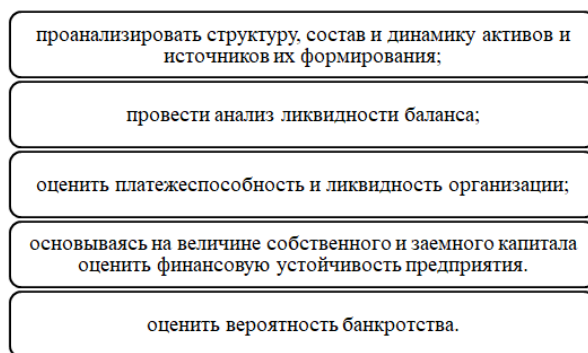 проанализировать структуру, состав и динамику активов и
источников их формирования;
провести анализ ликвидности баланса;
оценить платежеспособность и ликвидность организации;
основываясь на величине собственного и заемного капитала
оценить финансовую устойчивость предприятия.
оценить вероятность банкротства.